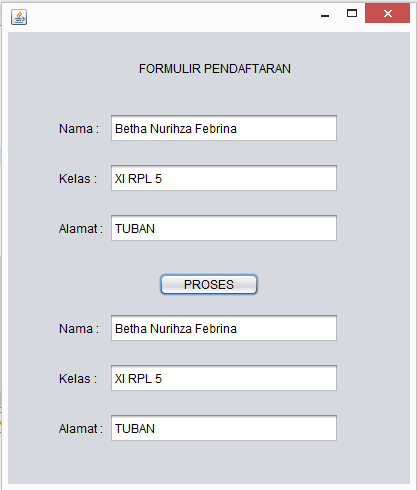 FORMULIR PENDAFTARAN
Nama : Betha Nurihza Febrina
Kelas : XI RPL 5
Alamat : TUBAN
PROSES
Nama : Betha Nurihza Febrina
Kelas : XI RPL 5
Alamat : TUBAN